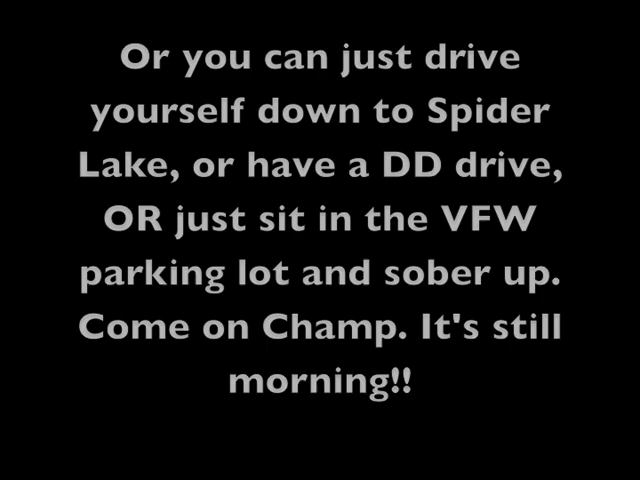 Or you can just drive
yourself down to Spider
Lake, or have a DD drive,
OR just sit in the VFW
parking lot and sober up.
Come on Champ. It's still
morning!!